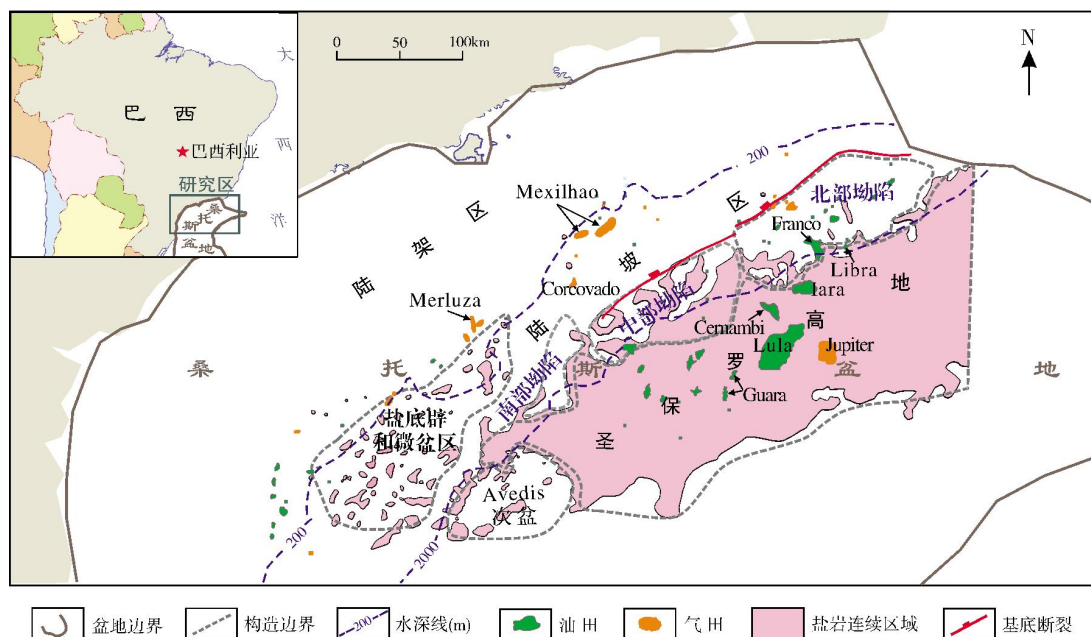 巴西
★巴西利亚
研究区
桑
托
斯
盆
地
大
西
洋
0 50 100km
N
200
Mexilhao
区
陆架区
北部坳陷
Franco
Libra
坡
Corcovado
Iara
地
Merluza
中部坳陷
高
陆
Cernambi
Lula
Jupiter
桑托斯盆地
罗
Guara
南部坳陷
保
盐底辟
和微盆区
圣
Avedis
次盆
200
2000
盆地边界
构造边界
200
水深线(m)
油田
气田
盐岩连续区域
基底断裂